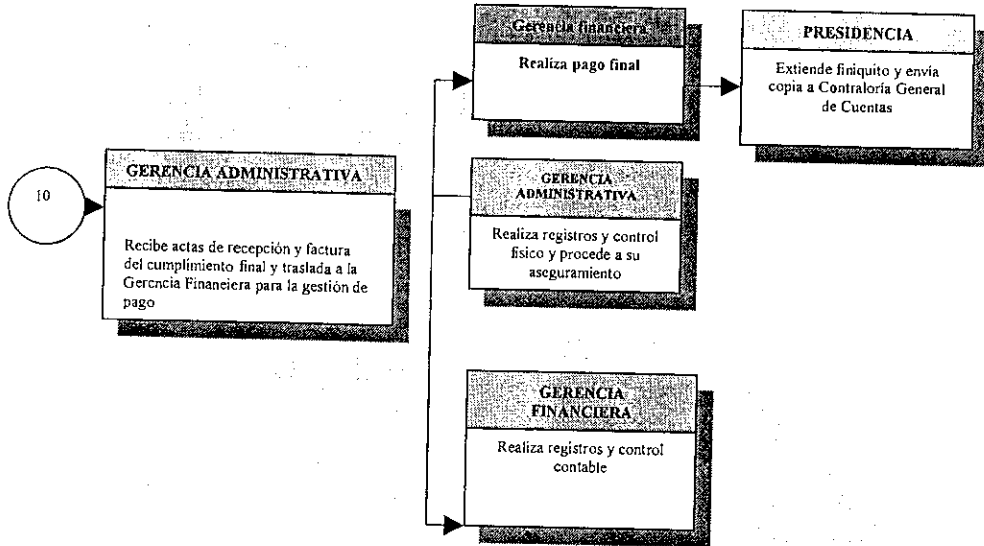 10
GERENCIA ADMINISTRATIVA
Recibe actas de recepción y factura
del cumplimiento final y traslada a la
Gerencia Financiera para la gestión de
pago
Gerencia financiera
Realiza pago final
PRESIDENCIA
Extiende finiquito y envía
copia a Contraloría General
de Cuentas
GERENCIA
ADMINISTRATIVA
Realiza registros y control
físico y procede a su
aseguramiento
GERENCIA
FINANCIERA
Realiza registros y control
contable